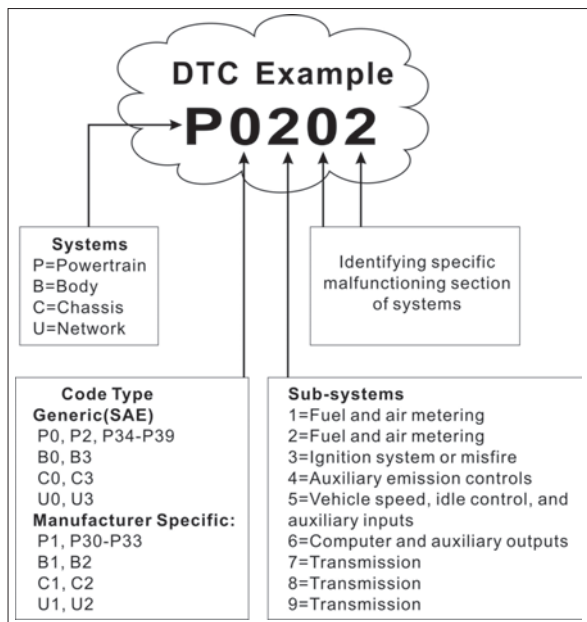 DTC Example
P0202
Systems
P=Powertrain
B=Body
C=Chassis
U=Network
Identifying specific
malfunctioning section
of systems
Code Type
Generic(SAE)
P0, P2, P34-P39
B0, B3
C0, C3
U0, U3
Manufacturer Specific:
P1, P30-P33
B1, B2
C1, C2
U1, U2
Sub-systems
1=Fuel and air metering
2=Fuel and air metering
3=Ignition system or misfire
4=Auxiliary emission controls
5=Vehicle speed, idle control, and
auxiliary inputs
6=Computer and auxiliary outputs
7=Transmission
8=Transmission
9=Transmission